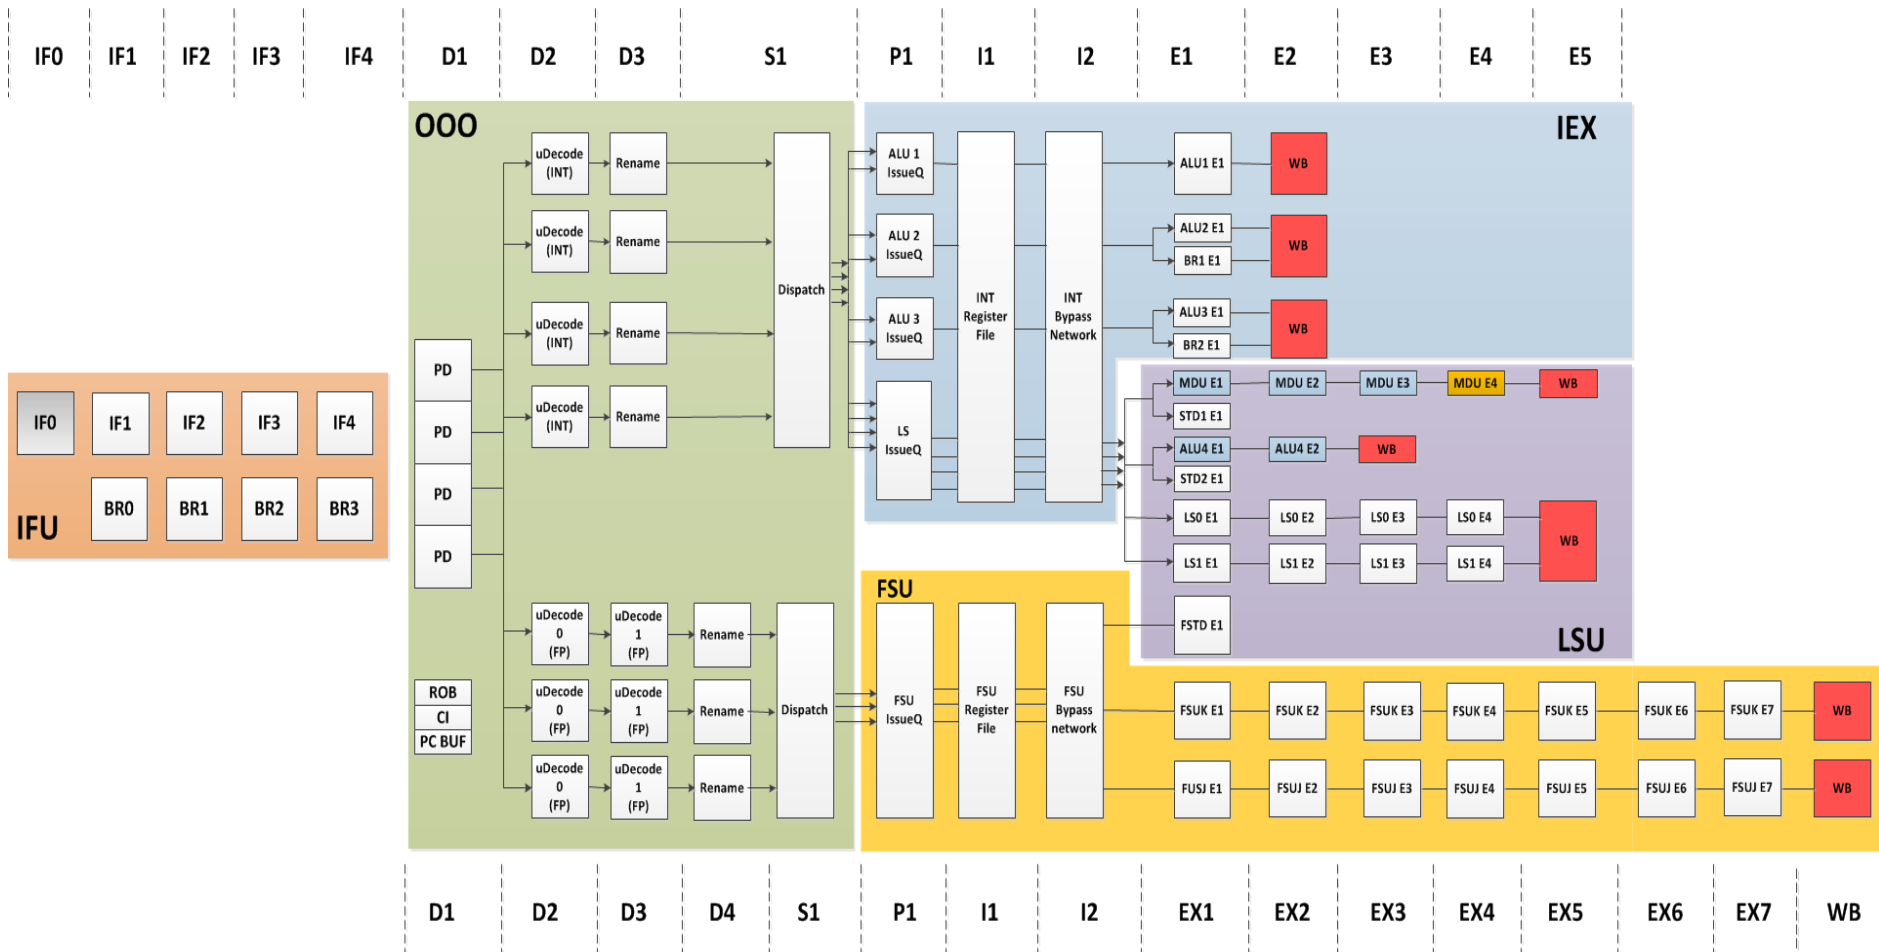 IF0 IF1 IF2 IF3 IF4 D1 D2 D3 S1 P1 I1 I2 E1 E2 E3 E4 E5
IFU
IF0 IF1 IF2 IF3 IF4
BR0 BR1 BR2 BR3
OOO
PD
PD
PD
PD
ROB
CI
PC BUF
uDecode
(INT)
Rename
uDecode
(INT)
Rename
uDecode
(INT)
Rename
uDecode
(INT)
Rename
Dispatch
uDecode
0
(FP)
uDecode
1
(FP)
Rename
uDecode
0
(FP)
uDecode
1
(FP)
Rename
uDecode
0
(FP)
uDecode
1
(FP)
Rename
Dispatch
IEX
ALU 1
IssueQ
ALU 2
IssueQ
ALU 3
IssueQ
LS
IssueQ
INT
Register
File
INT
Bypass
Network
ALU1 E1 WB
ALU2 E1
BR1 E1
WB
ALU3 E1
BR2 E1
WB
MDU E1 MDU E2 MDU E3 MDU E4 WB
STD1 E1
ALU4 E1 ALU4 E2 WB
STD2 E1
LS0 E1 LS0 E2 LS0 E3 LS0 E4
WB
LS1 E1 LS1 E2 LS1 E3 LS1 E4
FSTD E1
LSU
FSU
FSU
IssueQ
FSU
Register
File
FSU
Bypass
network
FSUK E1 FSUK E2 FSUK E3 FSUK E4 FSUK E5 FSUK E6 FSUK E7 WB
FUSJ E1 FSUJ E2 FSUJ E3 FSUJ E4 FSUJ E5 FSUJ E6 FSUJ E7 WB
D1 D2 D3 D4 S1 P1 I1 I2 EX1 EX2 EX3 EX4 EX5 EX6 EX7 WB